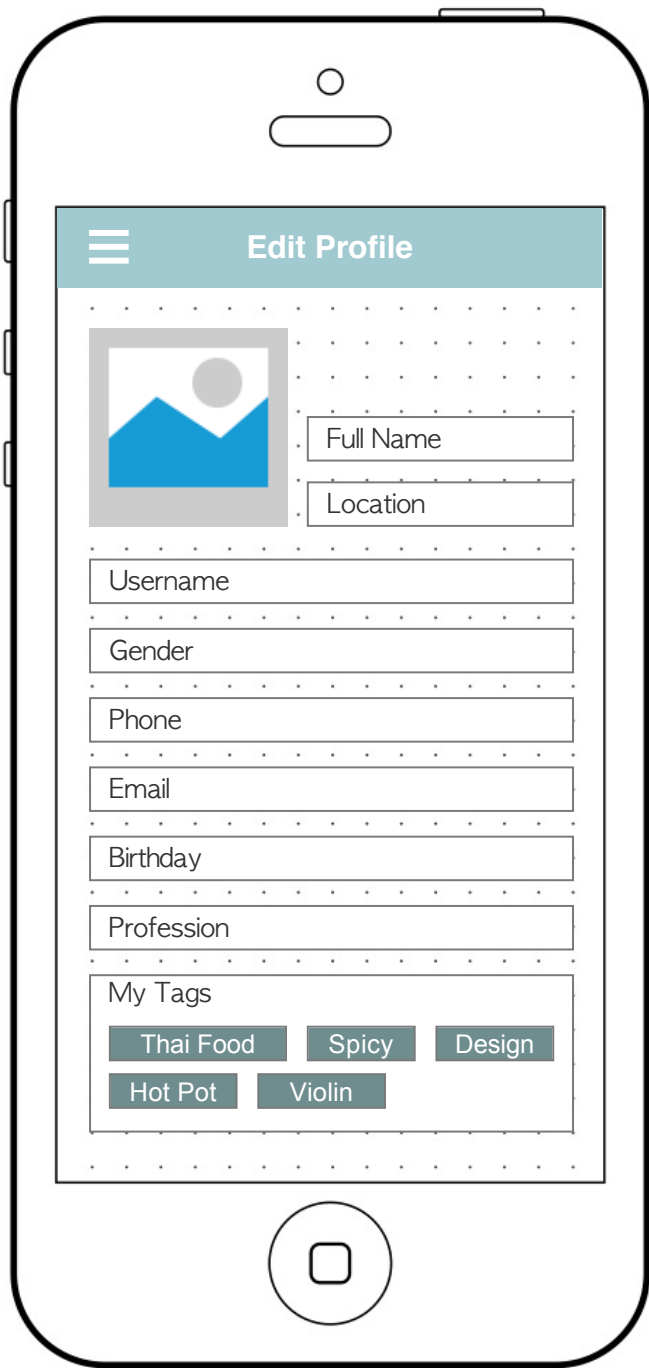 Edit Profile
Full Name
Location
Username
Gender
Phone
Email
Birthday
Profession
My Tags
Thai Food Spicy Design
Hot Pot Violin